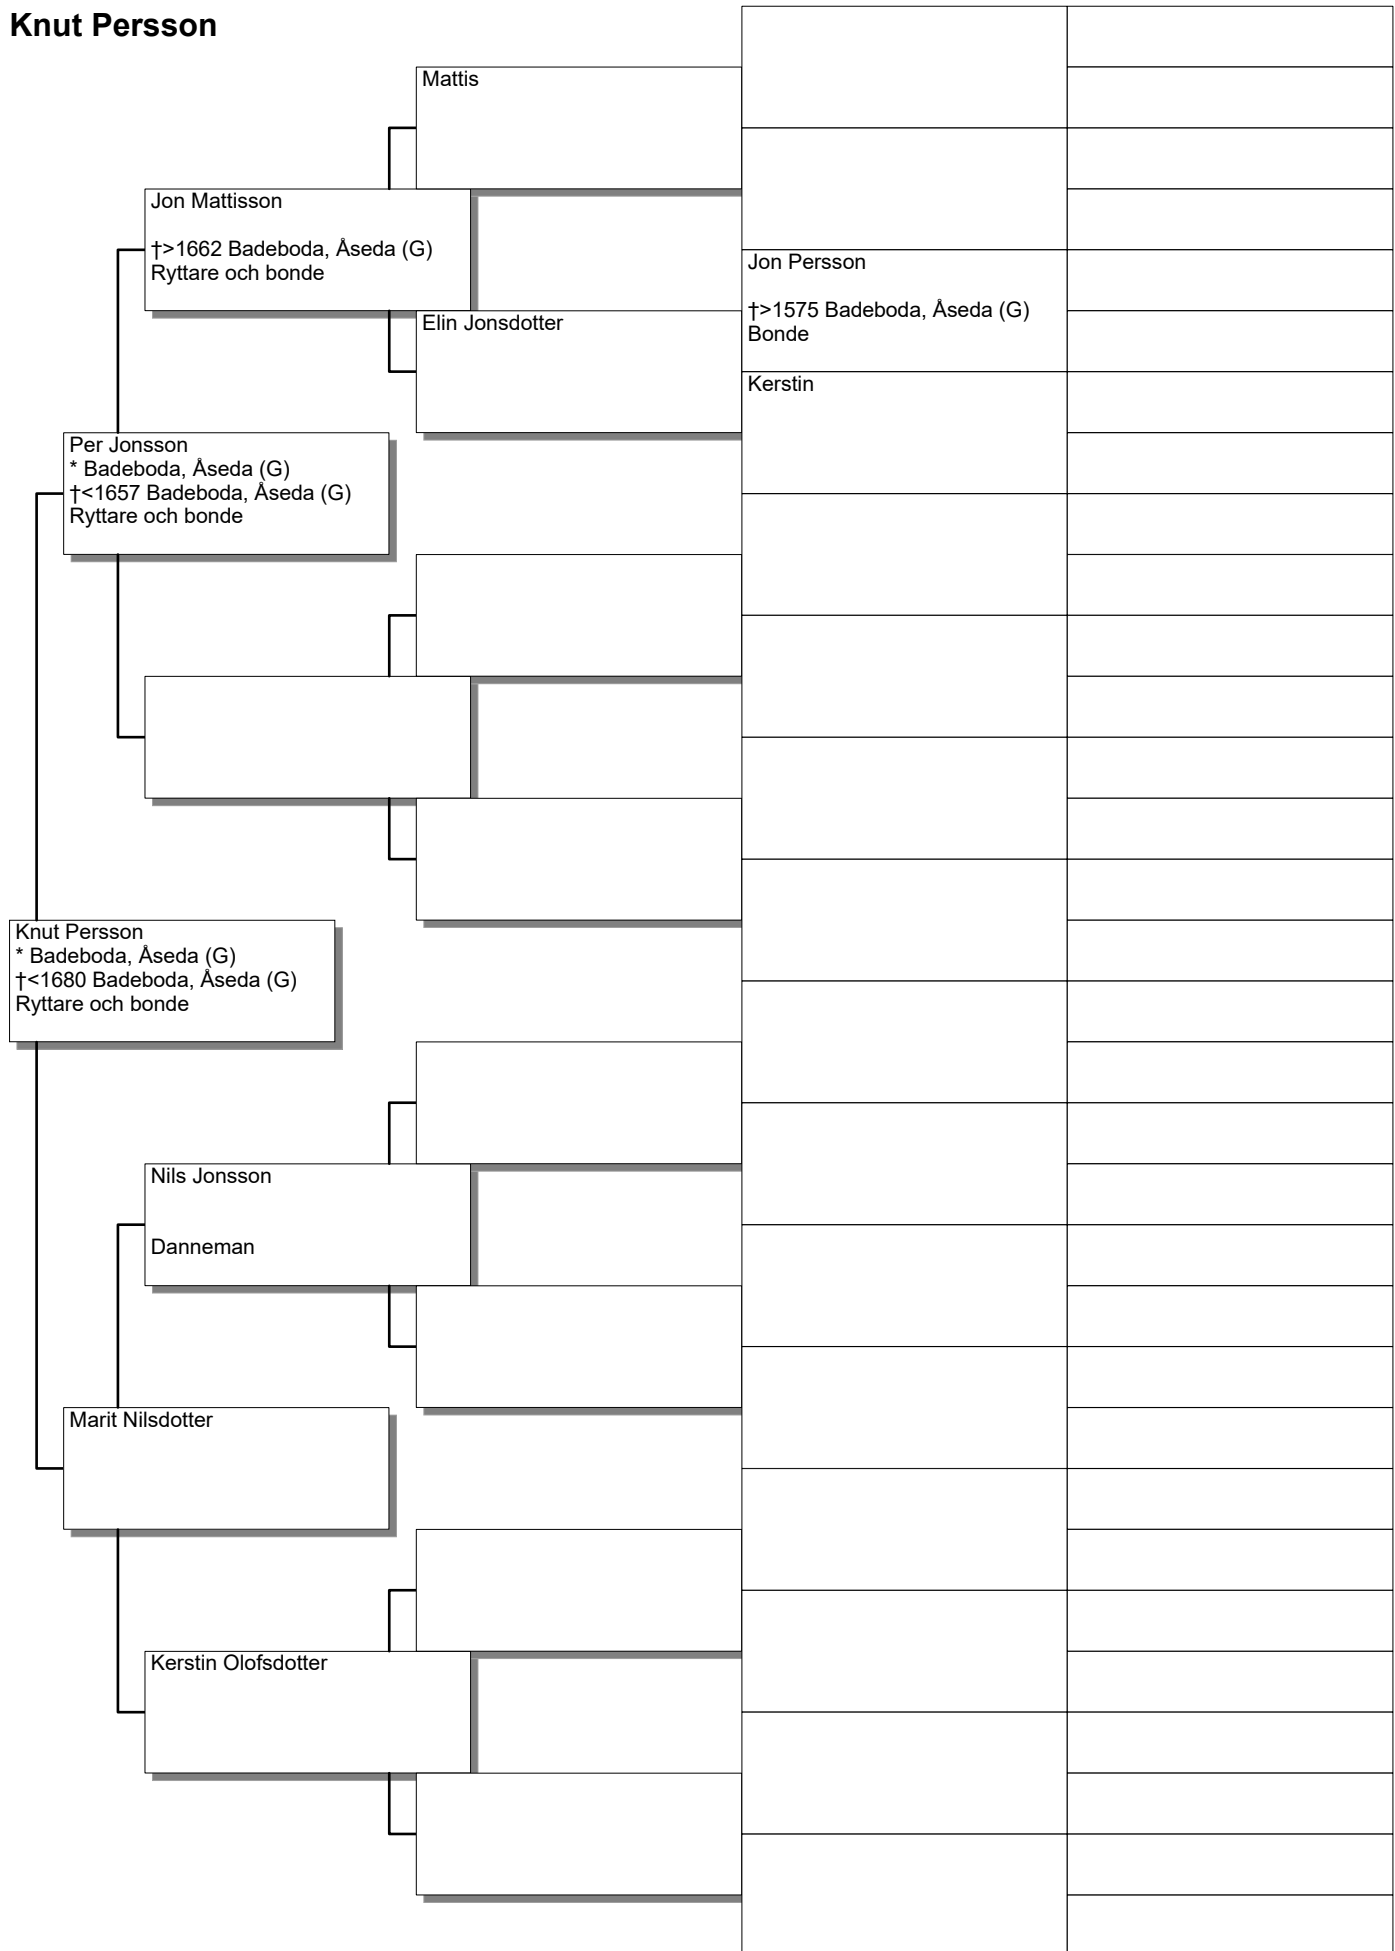 Knut Persson
Mattis
Jon Mattisson
†>1662 Badeboda, Åseda (G)
Ryttare och bonde
Jon Persson
†>1575 Badeboda, Åseda (G)
Bonde
Elin Jonsdotter
Kerstin
Per Jonsson
* Badeboda, Åseda (G)
†<1657 Badeboda, Åseda (G)
Ryttare och bonde
Knut Persson
* Badeboda, Åseda (G)
†<1680 Badeboda, Åseda (G)
Ryttare och bonde
Nils Jonsson
Danneman
Marit Nilsdotter
Kerstin Olofsdotter